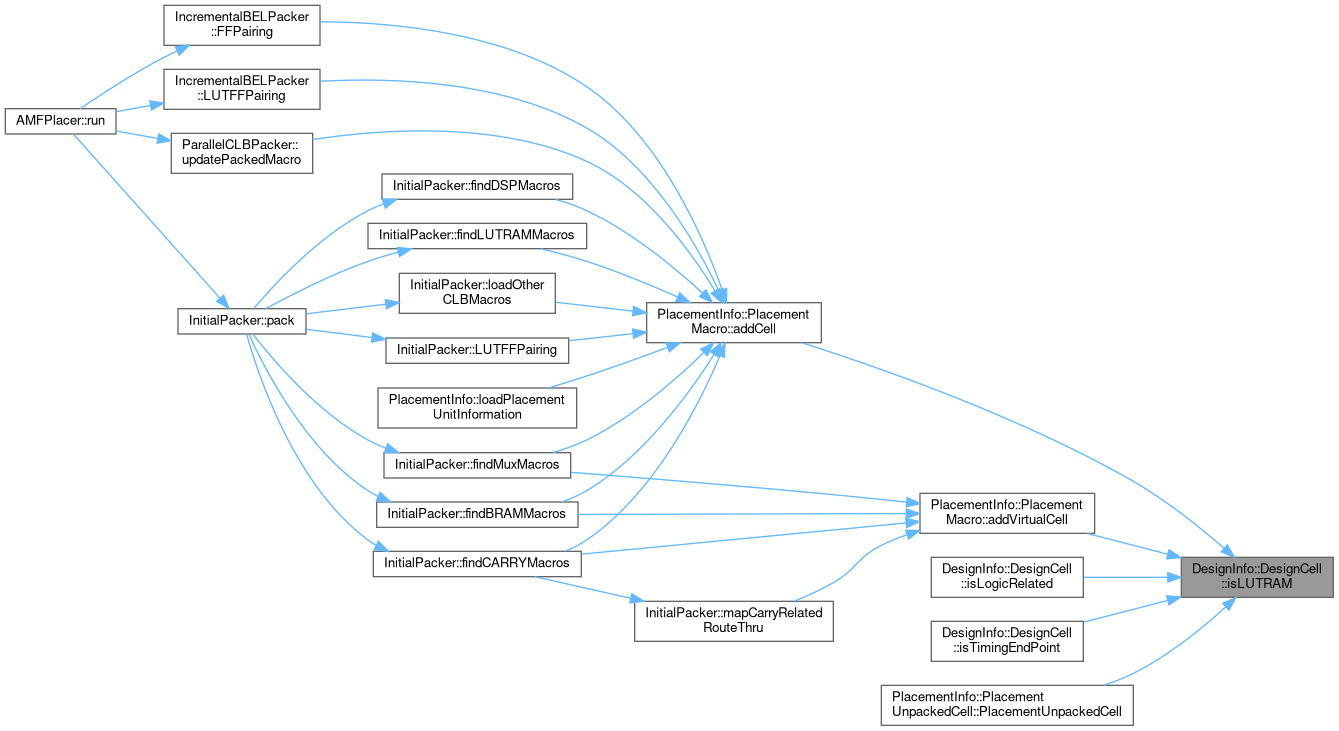 IncrementalBELPacker
::FFPairing
IncrementalBELPacker
::LUTFFPairing
AMFPlacer::run
ParallelCLBPacker::
updatePackedMacro
InitialPacker::findDSPMacros
InitialPacker::findLUTRAMMacros
InitialPacker::loadOther
CLBMacros
InitialPacker::pack
PlacementInfo::Placement
Macro::addCell
InitialPacker::LUTFFPairing
PlacementInfo::loadPlacement
UnitInformation
InitialPacker::findMuxMacros
InitialPacker::findBRAMMacros
PlacementInfo::Placement
Macro::addVirtualCell
InitialPacker::findCARRYMacros
DesignInfo::DesignCell
::isLogicRelated
DesignInfo::DesignCell
::isLUTRAM
InitialPacker::mapCarryRelated
RouteThru
DesignInfo::DesignCell
::isTimingEndPoint
PlacementInfo::Placement
UnpackedCell::PlacementUnpackedCell